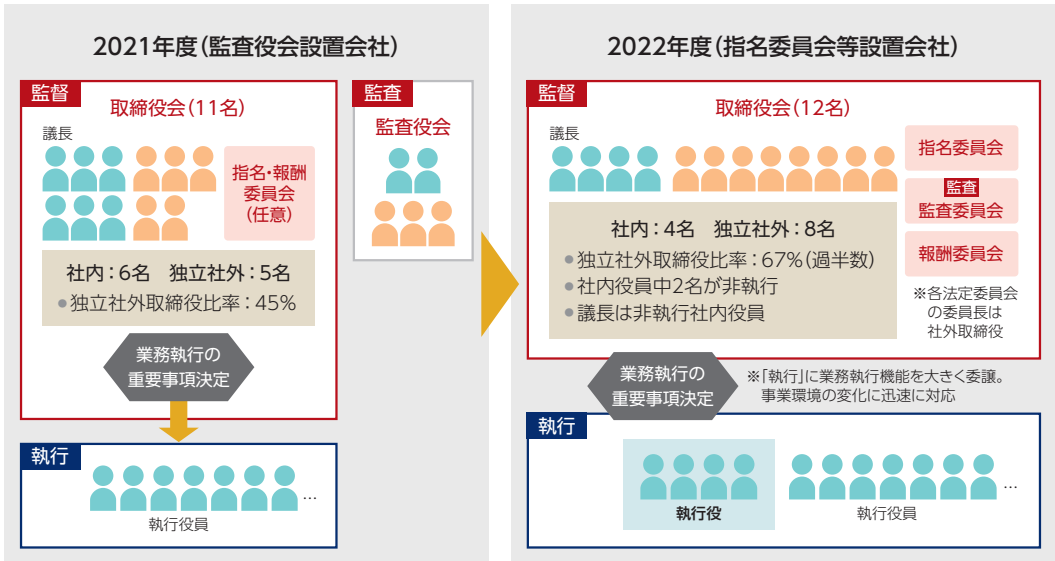 2021年度(監査役会設置会社)
監督
取締役会(11名)
議長
指名・報酬
委員会
(任意)
社内:6名 独立社外:5名
●独立社外取締役比率:45%
監査
監査役会
業務執行の
重要事項決定
執行
…
執行役員
2022年度(指名委員会等設置会社)
監督
取締役会(12名)
議長
指名委員会
監査
監査委員会
報酬委員会
※各法定委員会
の委員長は
社外取締役
社内:4名 独立社外:8名
●独立社外取締役比率:67%(過半数)
●社内役員中2名が非執行
●議長は非執行社内役員
業務執行の
重要事項決定
※「執行」に業務執行機能を大きく委譲。
事業環境の変化に迅速に対応
執行
執行役
…
執行役員